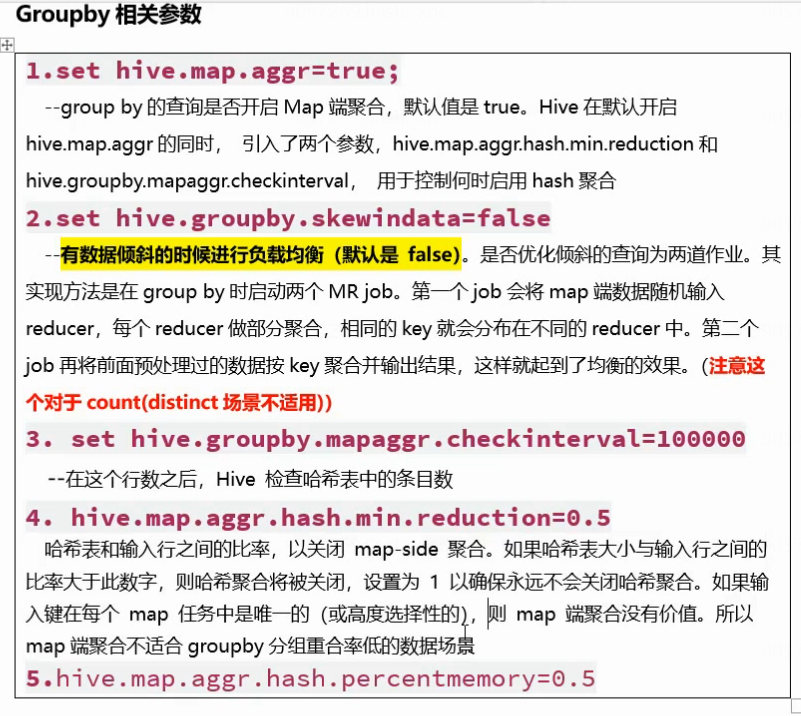 Groupby 相关参数
1.set hive.map.aggr=true;
--group by 的查询是否开启 Map 端聚合，默认值是 true。Hive 在默认开启
hive.map.aggr 的同时， 引入了两个参数，hive.map.aggr.hash.min.reduction 和
hive.groupby.mapaggr.checkinterval， 用于控制何时启用 hash 聚合
2.set hive.groupby.skewindata=false
--有数据倾斜的时候进行负载均衡（默认是 false）。是否优化倾斜的查询为两道作业。其
实现方法是在 group by 时启动两个 MR job。第一个 job 会将 map 端数据随机输入
reducer，每个 reducer 做部分聚合，相同的 key 就会分布在不同的 reducer 中。第二个
job 再将前面预处理过的数据按 key 聚合并输出结果，这样就起到了均衡的效果。(注意这
个对于 count(distinct 场景不适用))
3. set hive.groupby.mapaggr.checkinterval=100000
--在这个行数之后，Hive 检查哈希表中的条目数
4. hive.map.aggr.hash.min.reduction=0.5
哈希表和输入行之间的比率，以关闭 map-side 聚合。如果哈希表大小与输入行之间的
比率大于此数字，则哈希聚合将被关闭，设置为 1 以确保永远不会关闭哈希聚合。如果输
入键在每个 map 任务中是唯一的（或高度选择性的），则 map 端聚合没有价值。所以
map 端聚合不适合 groupby 分组重合率低的数据场景
5.hive.map.aggr.hash.percentmemory=0.5